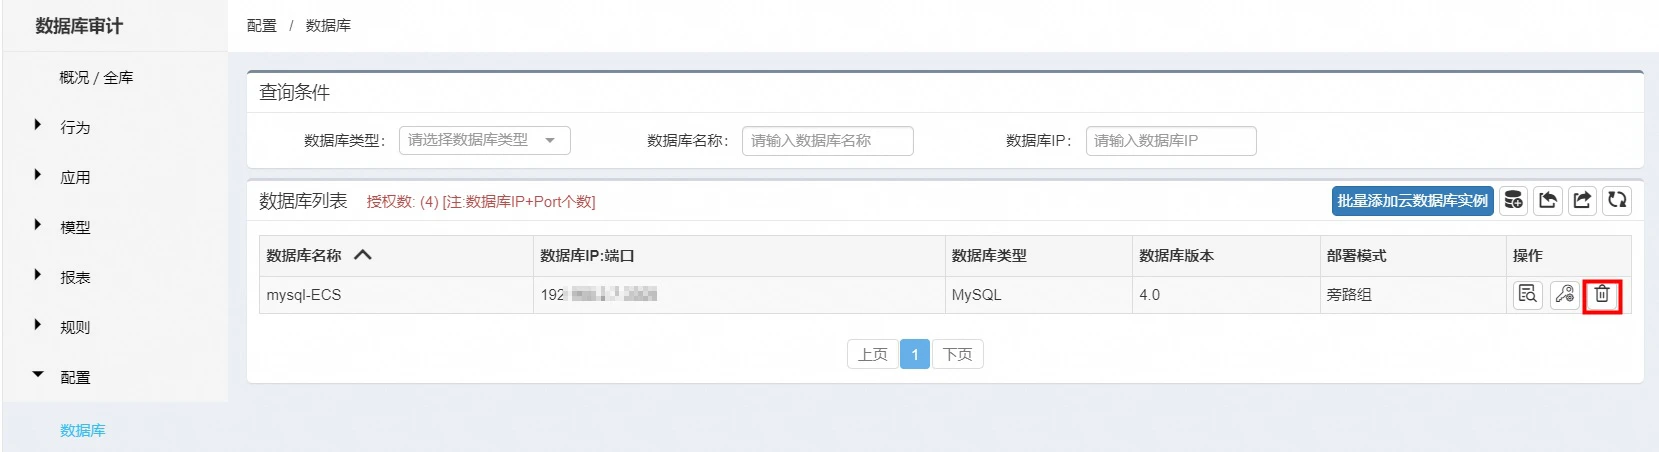 数据库审计
配置 / 数据库
概况 / 全库
行为
应用
模型
报表
规则
配置
数据库
查询条件
数据库类型： 请选择数据库类型 数据库名称： 请输入数据库名称 数据库IP： 请输入数据库IP
数据库列表 授权数: (4) [注:数据库IP+Port个数] 批量添加云数据库实例
数据库名称 数据库IP:端口 数据库类型 数据库版本 部署模式 操作
mysql-ECS 192 MySQL 4.0 旁路组
上页 1 下页